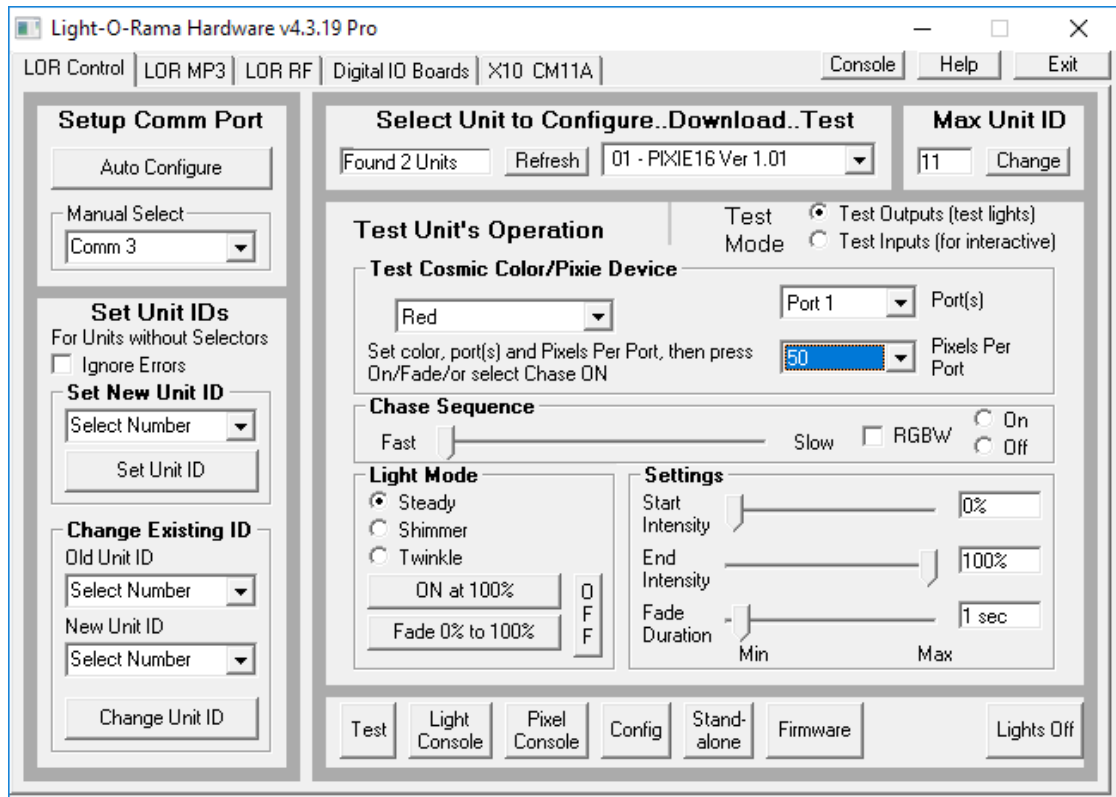 Light-O-Rama Hardware v4.3.19 Pro
LOR Control LOR MP3 LOR RF Digital IO Boards X10 CM11A Console Help Exit
Setup Comm Port
Auto Configure
Manual Select
Comm 3
Set Unit IDs
For Units without Selectors
Ignore Errors
Set New Unit ID
Select Number
Set Unit ID
Change Existing ID
Old Unit ID
Select Number
New Unit ID
Select Number
Change Unit ID
Select Unit to Configure..Download..Test
Found 2 Units Refresh 01 - PIXIE16 Ver 1.01
Max Unit ID
11 Change
Test Unit's Operation
Test Mode
Test Outputs (test lights)
Test Inputs (for interactive)
Test Cosmic Color/Pixie Device
Red
Port 1 Port(s)
Set color, port(s) and Pixels Per Port, then press
On/Fade/or select Chase ON
50 Pixels Per
Port
Chase Sequence
Fast Slow RGBW On
Off
Light Mode
Steady
Shimmer
Twinkle
ON at 100%
Fade 0% to 100%
OFF
Settings
Start
Intensity
0%
End
Intensity
100%
Fade
Duration
1 sec
Min Max
Test
Light
Console
Pixel
Console
Config
Stand-
alone
Firmware
Lights Off